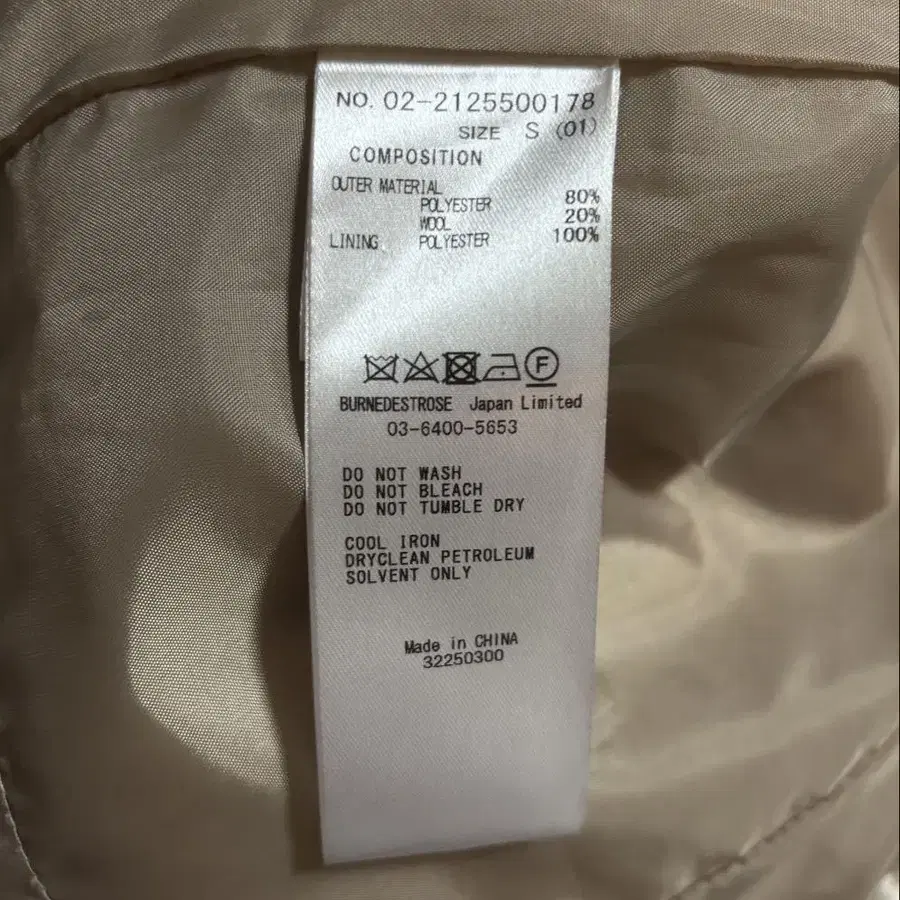 NO. 02-2125500178
SIZE S (01)
COMPOSITION
OUTER MATERIAL
POLYESTER 80%
WOOL 20%
LINING POLYESTER 100%
F
BURNEDESTROSE Japan Limited
03-6400-5653
DO NOT WASH
DO NOT BLEACH
DO NOT TUMBLE DRY
COOL IRON
DRYCLEAN PETROLEUM
SOLVENT ONLY
Made in CHINA
32250300